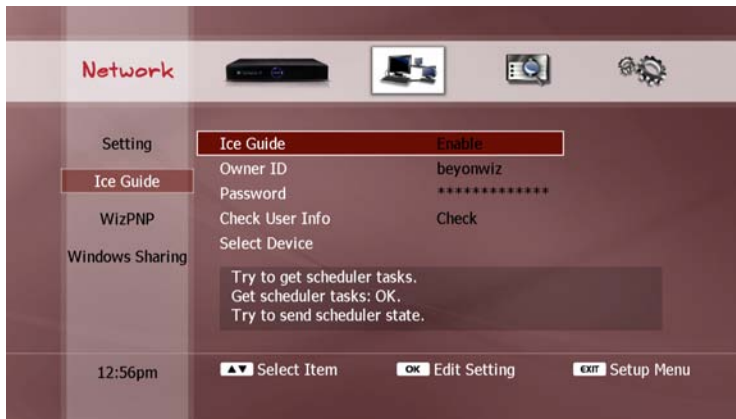 Network
Setting
Ice Guide
WizPNP
Windows Sharing
Ice Guide Enable
Owner ID beyonwiz
Password *************
Check User Info Check
Select Device
Try to get scheduler tasks.
Get scheduler tasks: OK.
Try to send scheduler state.
12:56pm
▲▼ Select Item
OK Edit Setting
EXIT Setup Menu